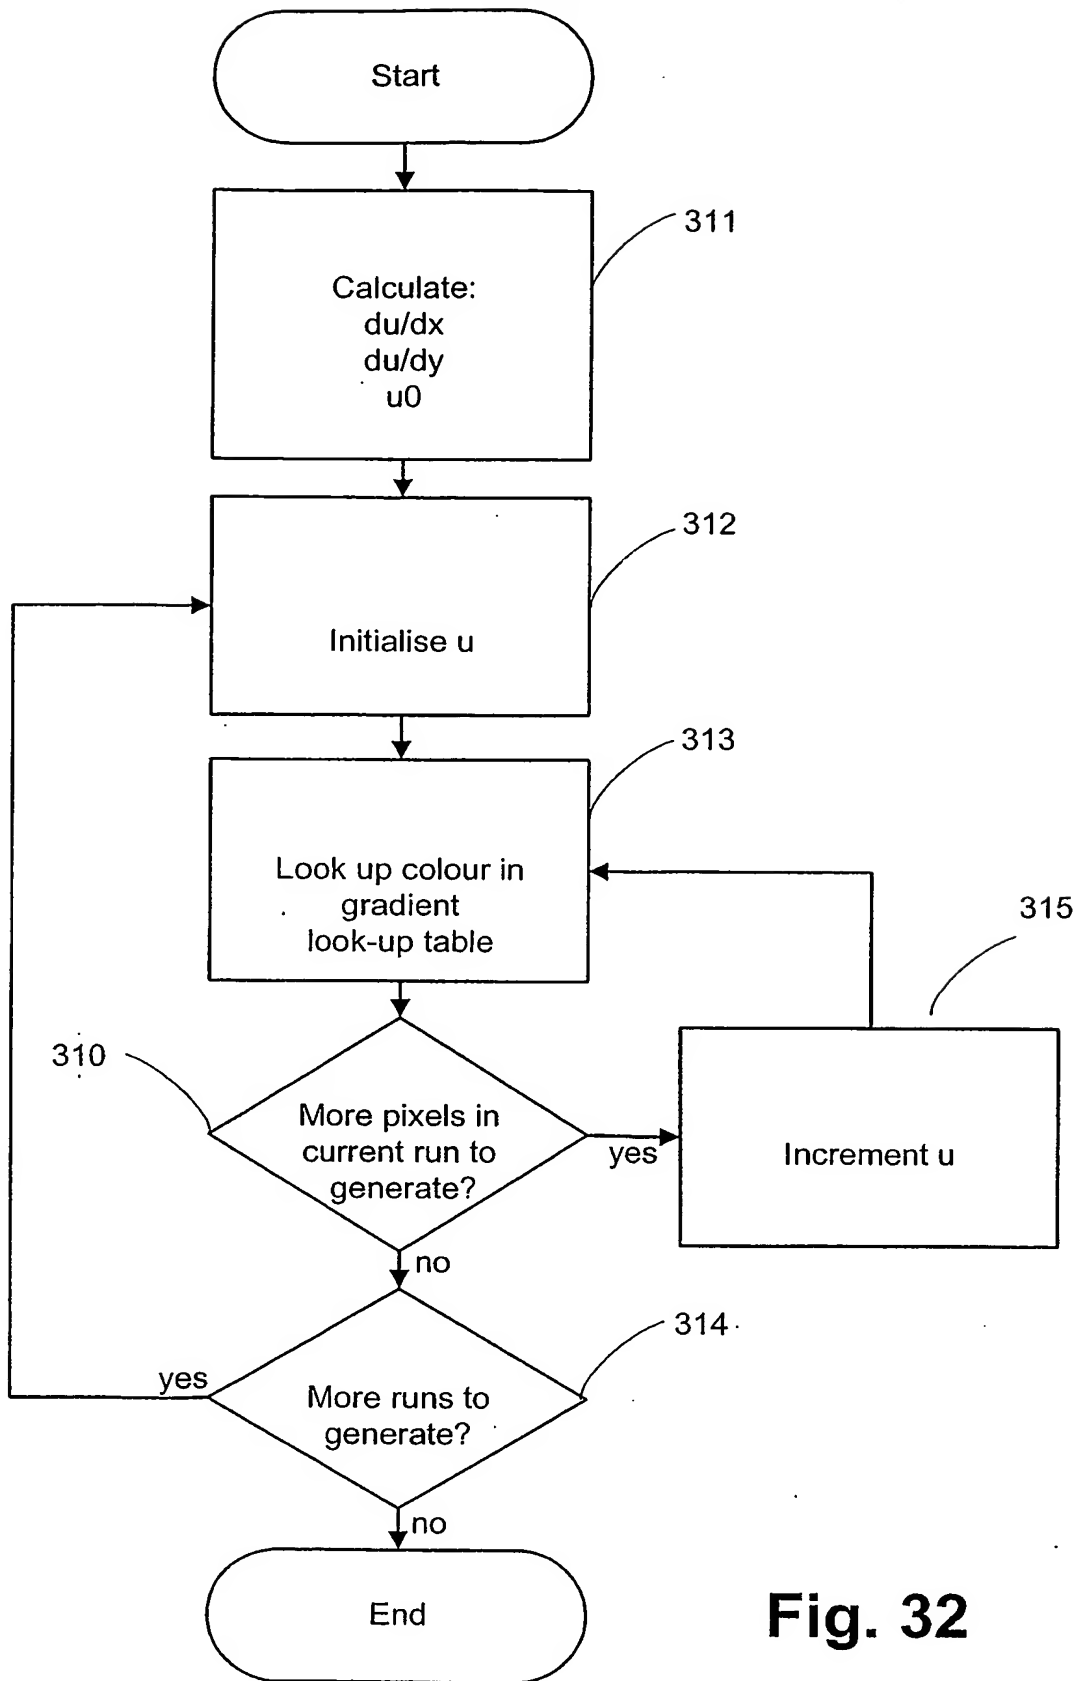 Start
311
Calculate:
du/dx
du/dy
u0
312
Initialise u
313
Look up colour in
gradient
look-up table
315
310
More pixels in
current run to
generate?
yes
Increment u
no
314
yes
More runs to
generate?
no
End
Fig. 32